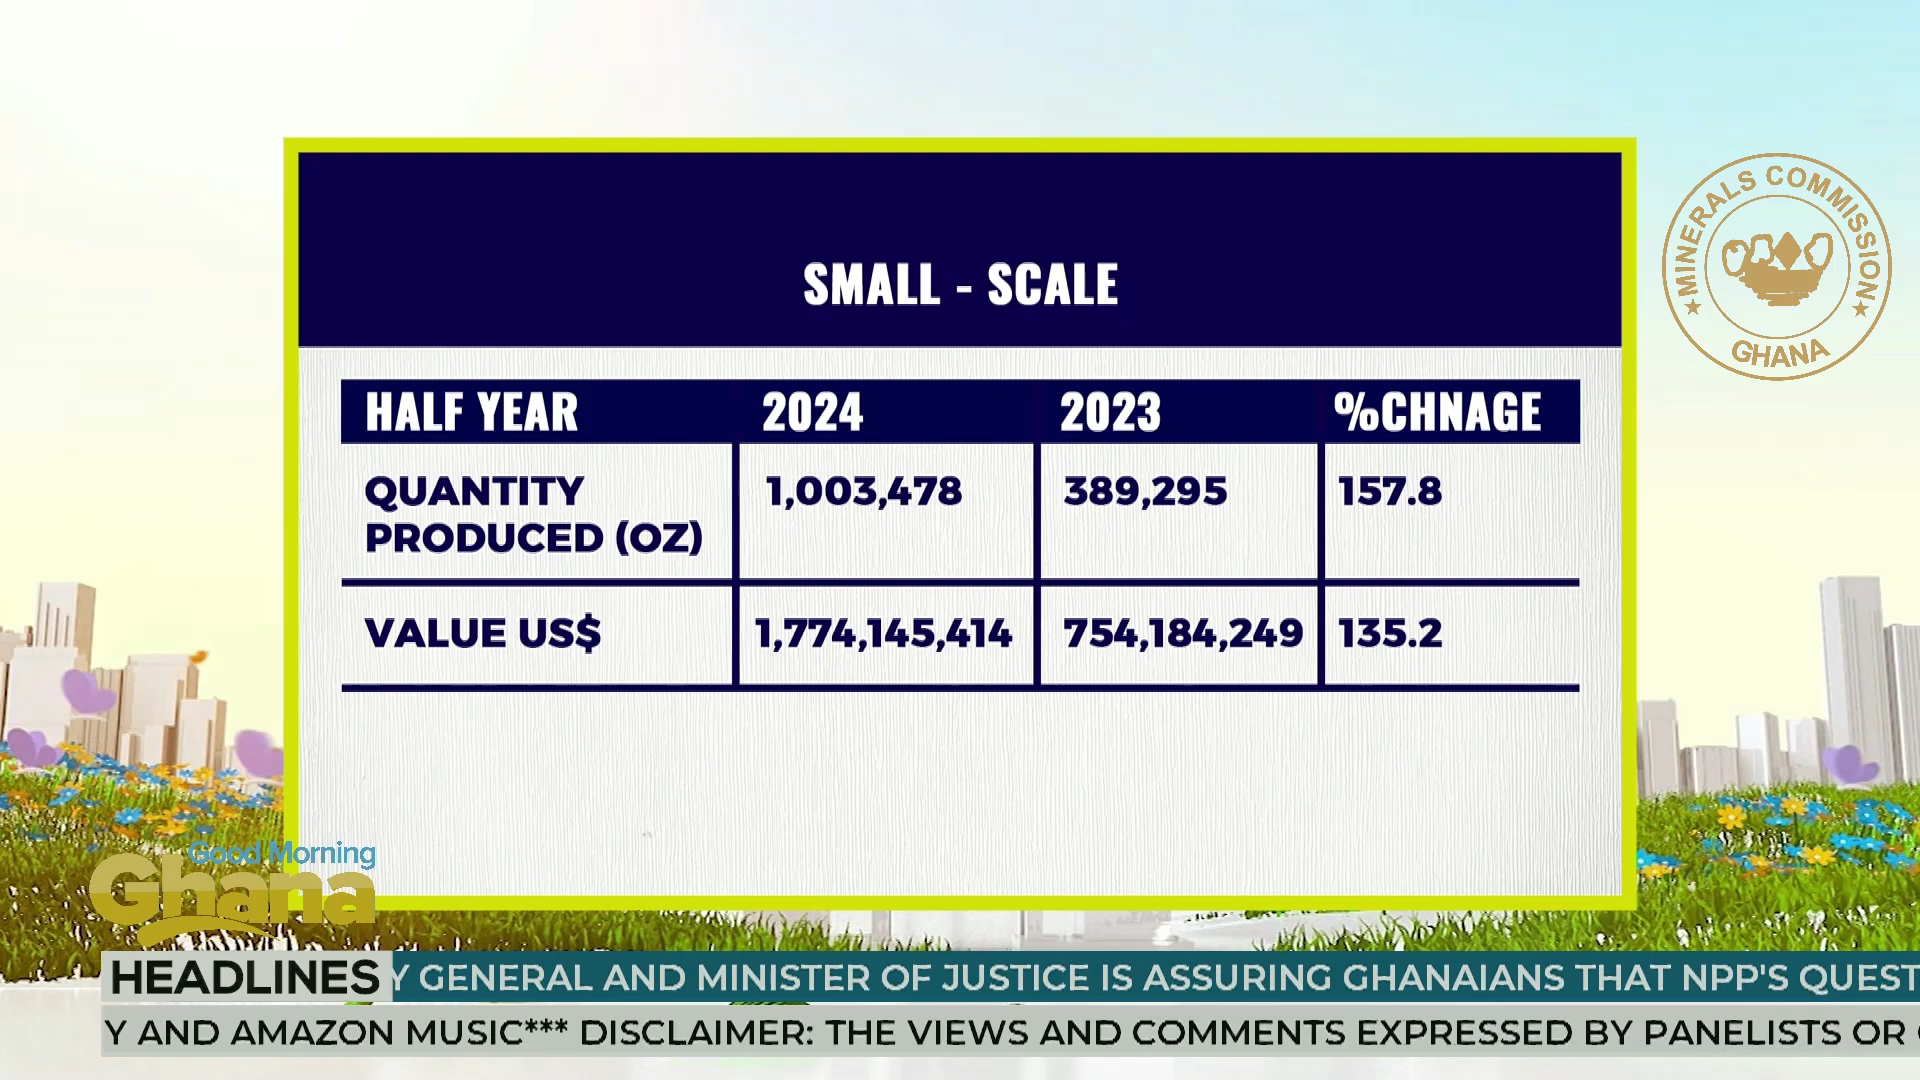 MINERALS COMMISSION
GHANA
SMALL - SCALE
HALF YEAR 2024 2023 %CHNAGE
QUANTITY PRODUCED (OZ) 1,003,478 389,295 157.8
VALUE US$ 1,774,145,414 754,184,249 135.2
Good Morning
Ghana
HEADLINES Y GENERAL AND MINISTER OF JUSTICE IS ASSURING GHANAIANS THAT NPP'S QUEST
Y AND AMAZON MUSIC*** DISCLAIMER: THE VIEWS AND COMMENTS EXPRESSED BY PANELISTS OR